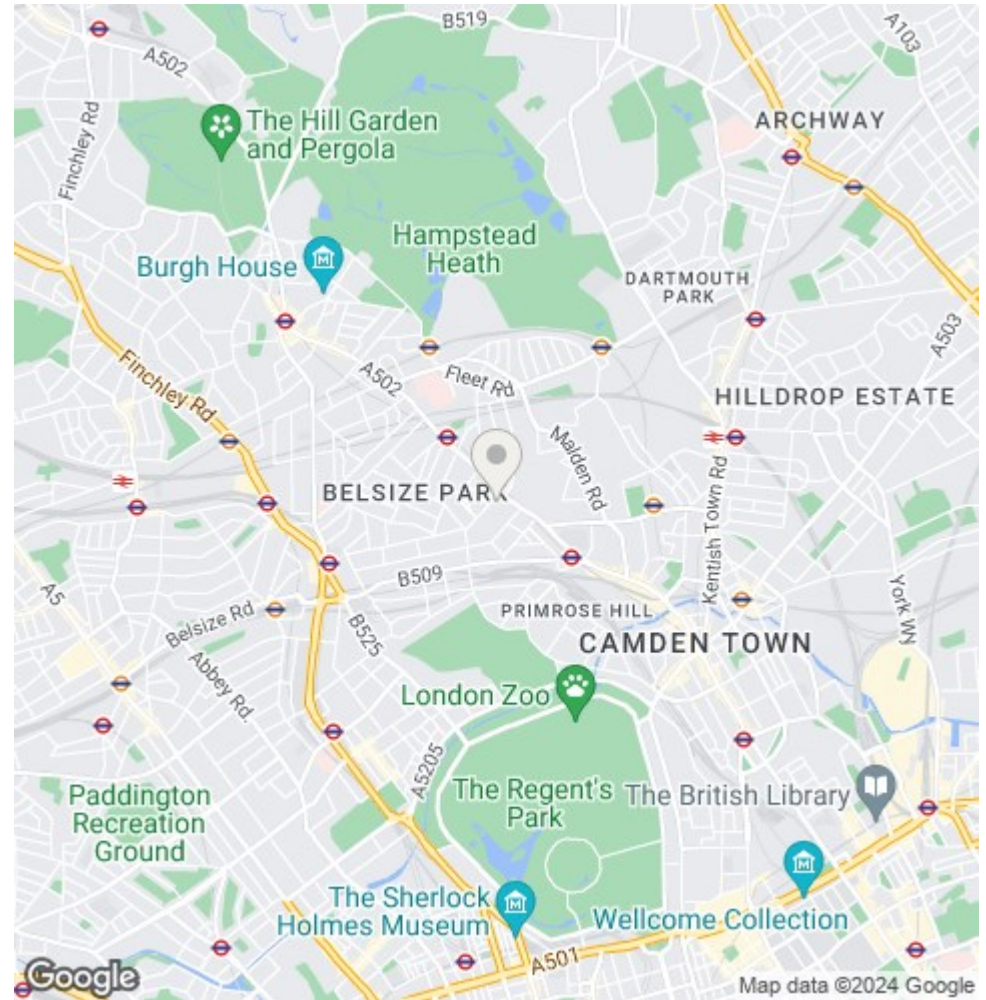 B519
A103
A502
The Hill Garden
and Pergola
ARCHWAY
Finchley Rd
Hampstead
Heath
Burgh House
DARTMOUTH
PARK
A503
Finchley Rd
A502
Fleet Rd
HILLDROP ESTATE
Malden Rd
BELSIZE PARK
Kentish Town Rd
B509
A5
Belsize Rd
PRIMROSE HILL
York Wy
B525
CAMDEN TOWN
Abbey Rd.
London Zoo
A5205
Paddington
Recreation
Ground
The Regent's
Park
The British Library
The Sherlock
Holmes Museum
Wellcome Collection
A501
Google
Map data ©2024 Google